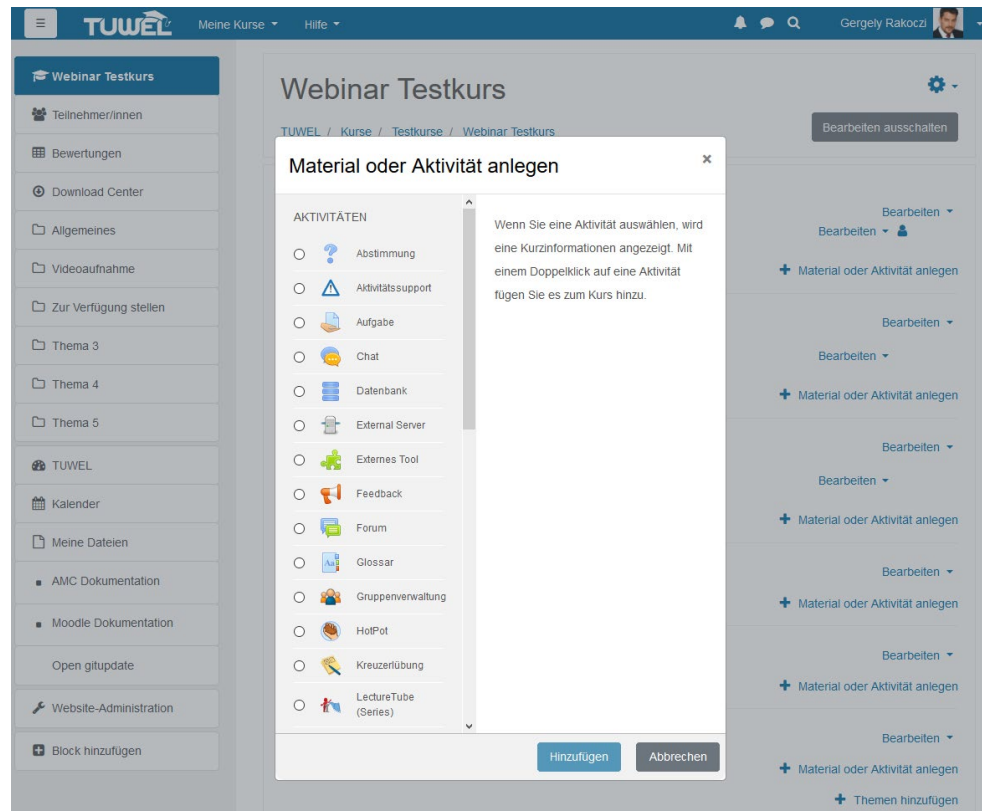 TUWEL
Meine Kurse
Hilfe
Gergely Rakoczi
Webinar Testkurs
Teilnehmer/innen
Bewertungen
Download Center
Allgemeines
Videoaufnahme
Zur Verfügung stellen
Thema 3
Thema 4
Thema 5
TUWEL
Kalender
Meine Dateien
AMC Dokumentation
Moodle Dokumentation
Open gitupdate
Website-Administration
Block hinzufügen
Webinar Testkurs
TUWEL / Kurse / Testkurse / Webinar Testkurs
Bearbeiten ausschalten
Material oder Aktivität anlegen
×
AKTIVITÄTEN
Abstimmung
Aktivitätssupport
Aufgabe
Chat
Datenbank
External Server
Externes Tool
Feedback
Forum
Glossar
Gruppenverwaltung
HotPot
Kreuzerlübung
LectureTube
(Series)
Wenn Sie eine Aktivität auswählen, wird
eine Kurzinformationen angezeigt. Mit
einem Doppelklick auf eine Aktivität
fügen Sie es zum Kurs hinzu.
Hinzufügen
Abbrechen
Bearbeiten
Bearbeiten
Material oder Aktivität anlegen
Bearbeiten
Bearbeiten
Material oder Aktivität anlegen
Bearbeiten
Bearbeiten
Material oder Aktivität anlegen
Bearbeiten
Material oder Aktivität anlegen
Bearbeiten
Material oder Aktivität anlegen
Bearbeiten
Material oder Aktivität anlegen
Themen hinzufügen